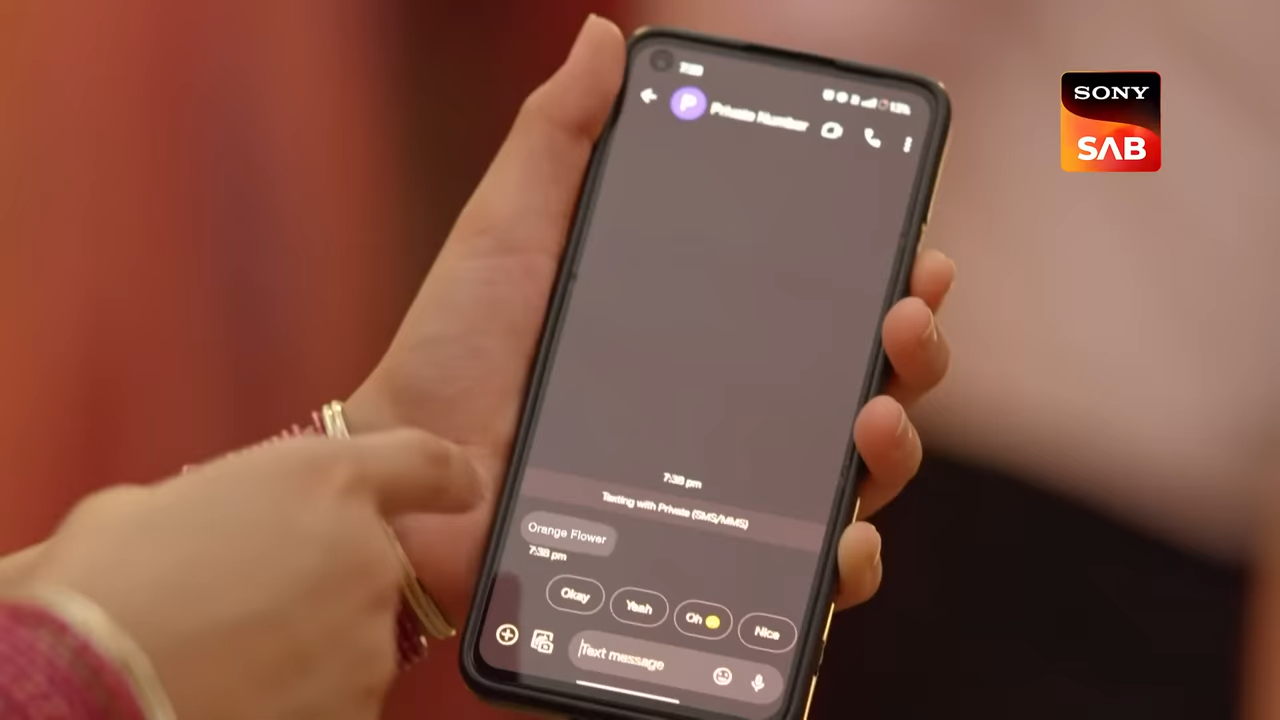 SONY
SAB
P
Private Number
7:38 pm
Texting with Private (SMS/MMS)
Orange Flower
7:38 pm
Okay
Yeah
Oh
Nice
Text message